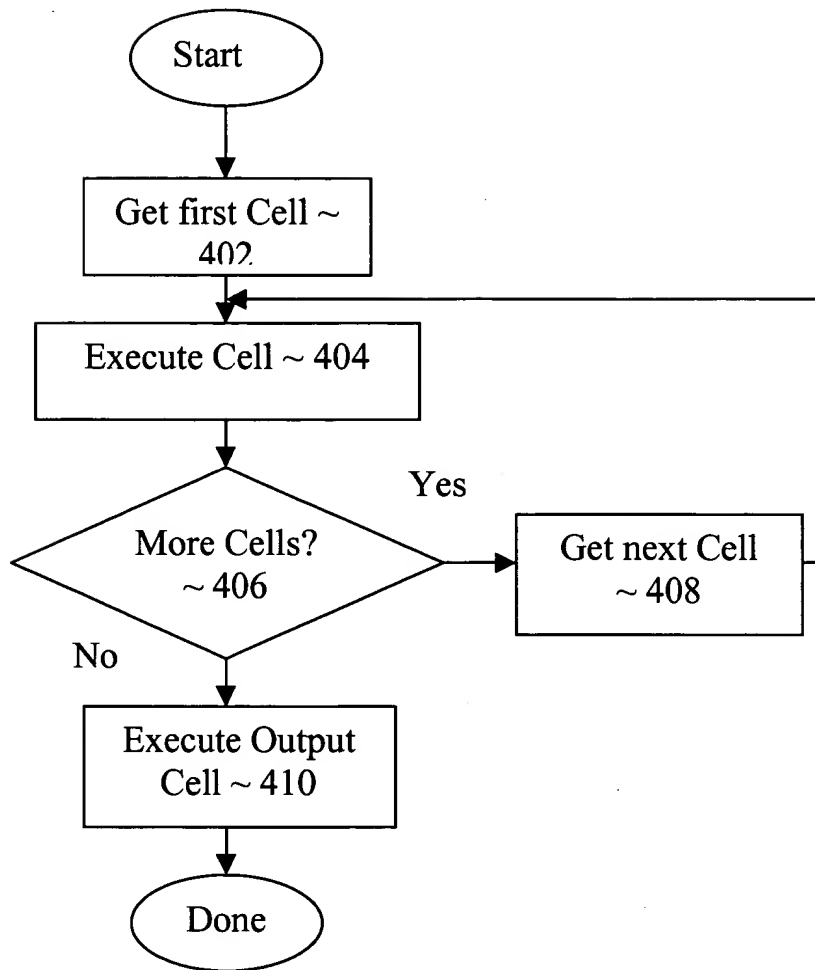 Start
Get first Cell ~
402
Execute Cell ~ 404
Yes
More Cells?
~ 406
Get next Cell
~ 408
No
Execute Output
Cell ~ 410
Done